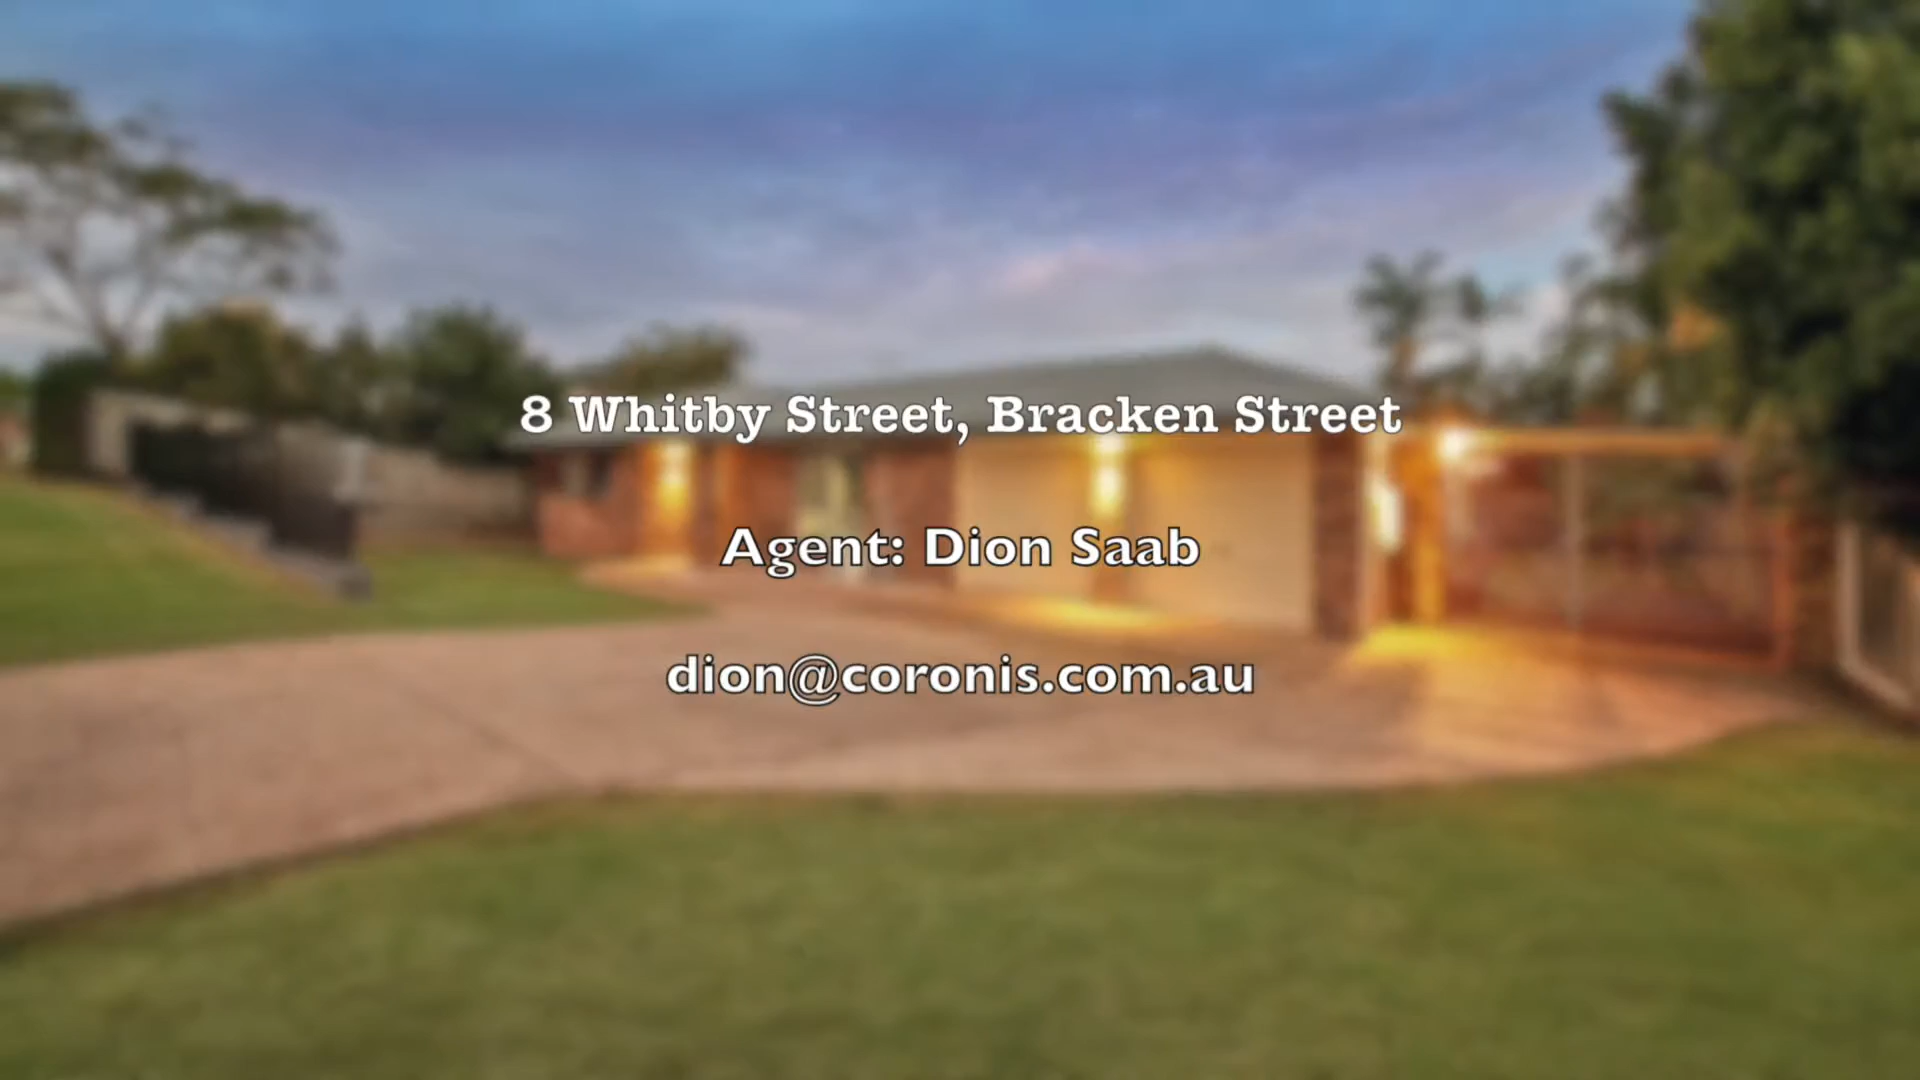 8 Whitby Street, Bracken Street
Agent: Dion Saab
dion@coronis.com.au